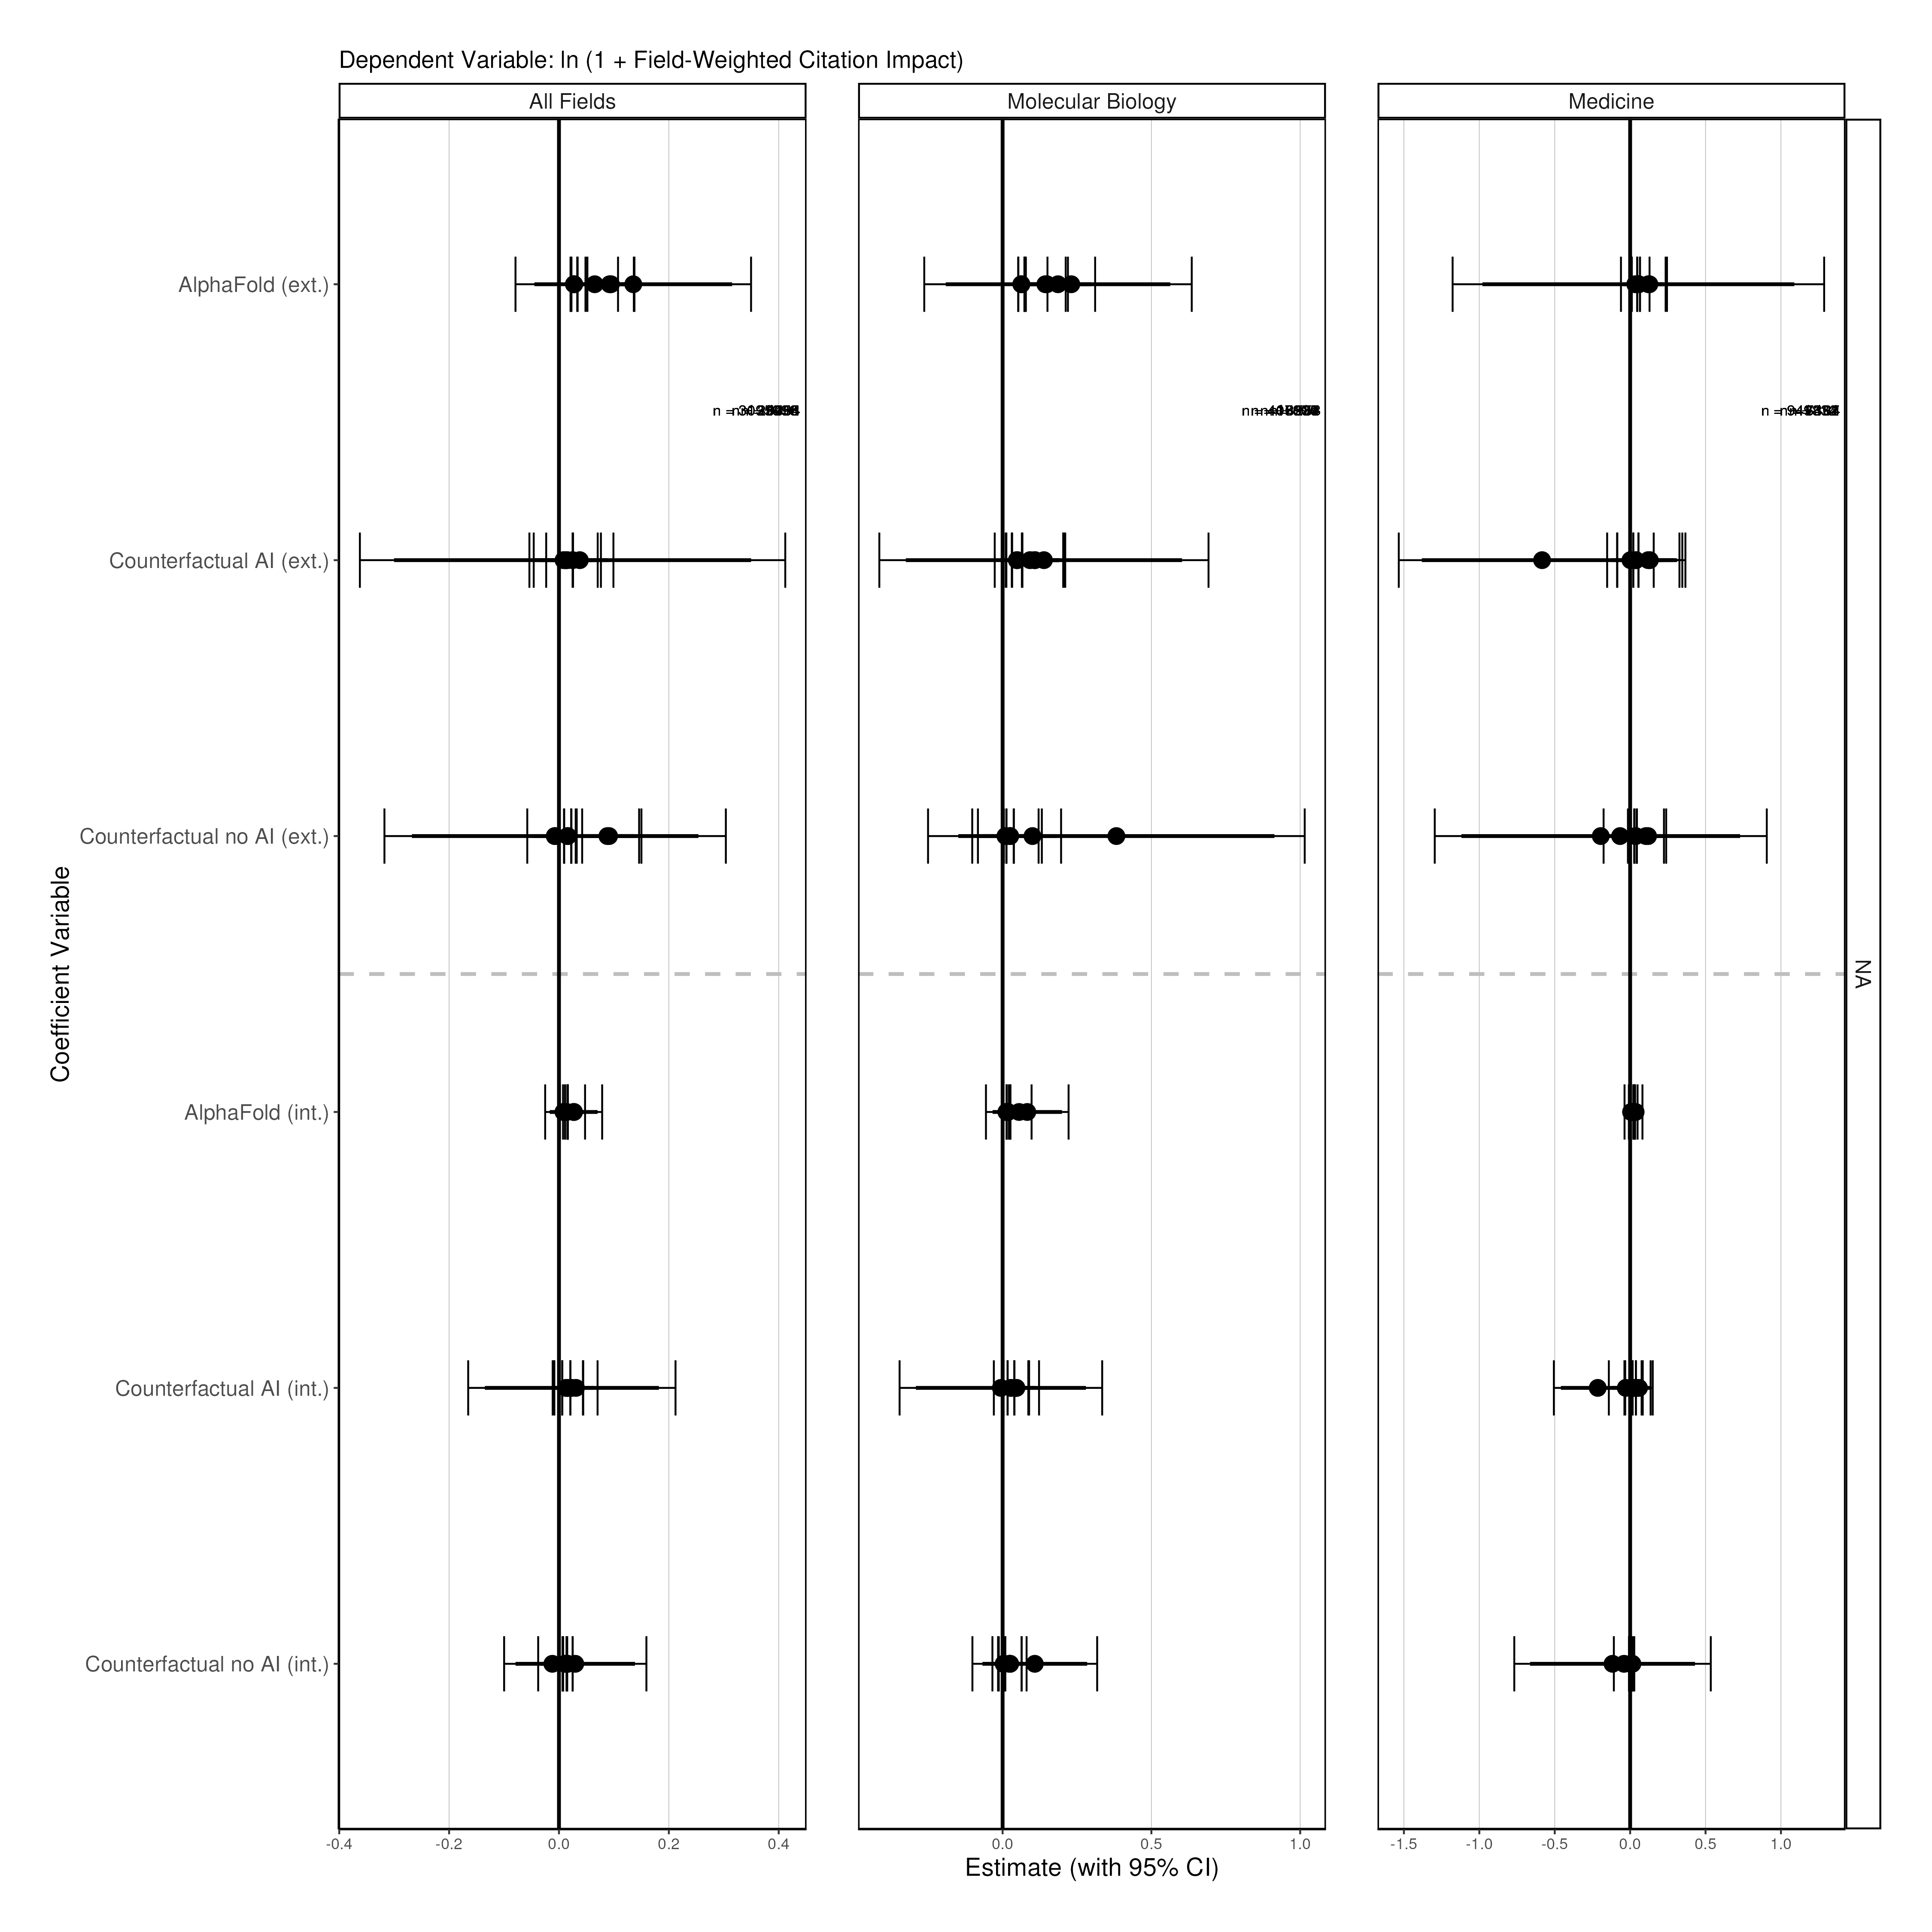 Dependent Variable: ln (1 + Field-Weighted Citation Impact)
All Fields
Molecular Biology
Medicine
AlphaFold (ext.)
Counterfactual AI (ext.)
Counterfactual no AI (ext.)
AlphaFold (int.)
Counterfactual AI (int.)
Counterfactual no AI (int.)
Coefficient Variable
NA
-0.4 -0.2 0.0 0.2 0.4
0.0 0.5 1.0
-1.5 -1.0 -0.5 0.0 0.5 1.0
Estimate (with 95% CI)